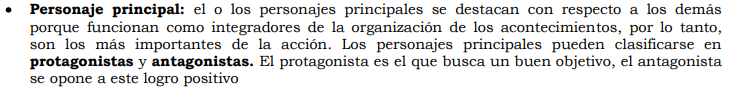 • Personaje principal: el o los personajes principales se destacan con respecto a los demás
porque funcionan como integradores de la organización de los acontecimientos, por lo tanto,
son los más importantes de la acción. Los personajes principales pueden clasificarse en
protagonistas y antagonistas. El protagonista es el que busca un buen objetivo, el antagonista
se opone a este logro positivo